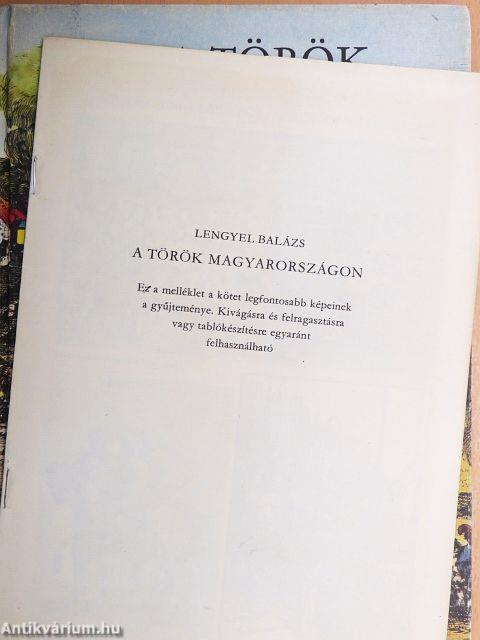 A TÖRÖK
LENGYEL BALÁZS
A TÖRÖK MAGYARORSZÁGON
Ez a melléklet a kötet legfontosabb képeinek
a gyűjteménye. Kivágásra és felragasztásra
vagy tablókészítésre egyaránt
felhasználható
Antikvárium.hu